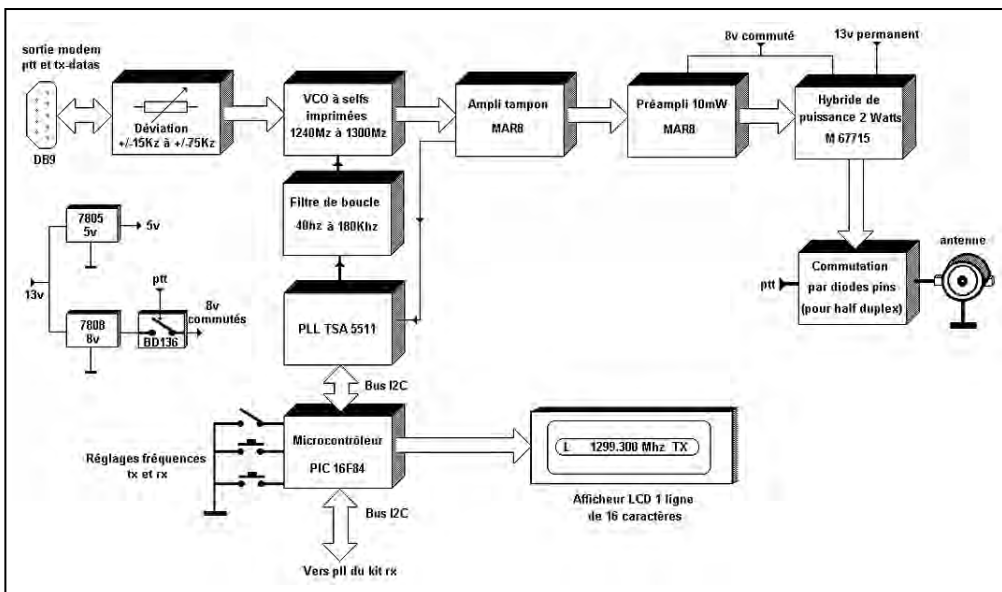 sortie modem
ptt et tx-datas
DB9
Déviation
+/-15Kz à +/-75Kz
VCO à selfs
imprimées
1240Mz à 1300Mz
Ampli tampon
MAR8
8v commuté
13v permanent
Préampli 10mW
MAR8
Hybride de
puissance 2 Watts
M 67715
Filtre de boucle
40hz à 180Khz
7805
5v
5v
13v
ptt
8v
commutés
7808
8v
BD136
PLL TSA 5511
ptt
Commutation
par diodes pins
(pour half duplex)
antenne
Bus I2C
Réglages fréquences
tx et rx
Microcontrôleur
PIC 16F84
1299.300 Mhz TX
Afficheur LCD 1 ligne
de 16 caractères
Bus I2C
Vers pll du kit rx